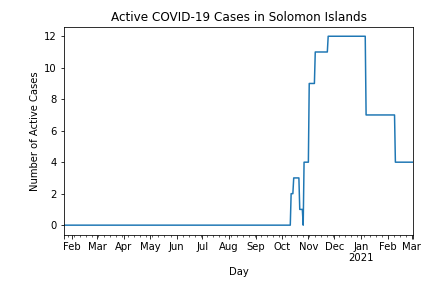 Active COVID-19 Cases in Solomon Islands
Number of Active Cases
12
10
8
6
4
2
0
Feb Mar Apr May Jun Jul Aug Sep Oct Nov Dec Jan Feb Mar
2021
Day